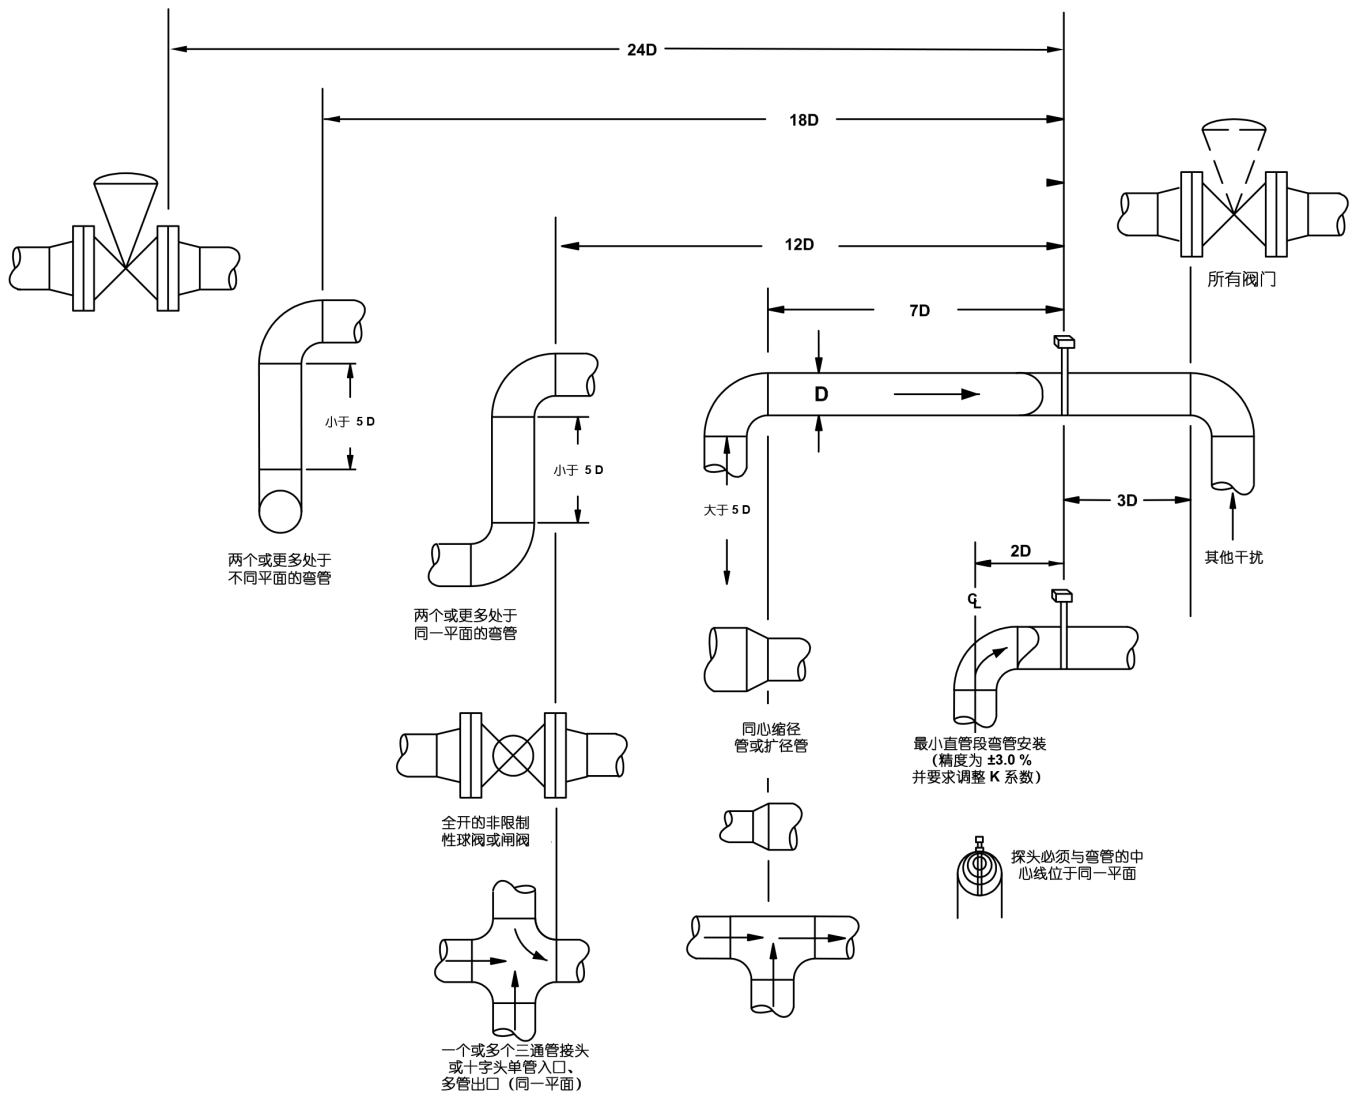 24D
18D
12D
所有阀门
7D
D
小于 5 D
小于 5 D
大于 5 D
3D
2D
其他干扰
℄
两个或更多处于
不同平面的弯管
两个或更多处于
同一平面的弯管
同心缩径
管或扩径管
最小直管段弯管安装
（精度为 ±3.0 %
并要求调整 K 系数）
全开的非限制
性球阀或闸阀
探头必须与弯管的中
心线位于同一平面
一个或多个三通管接头
或十字头单管入口、
多管出口（同一平面）